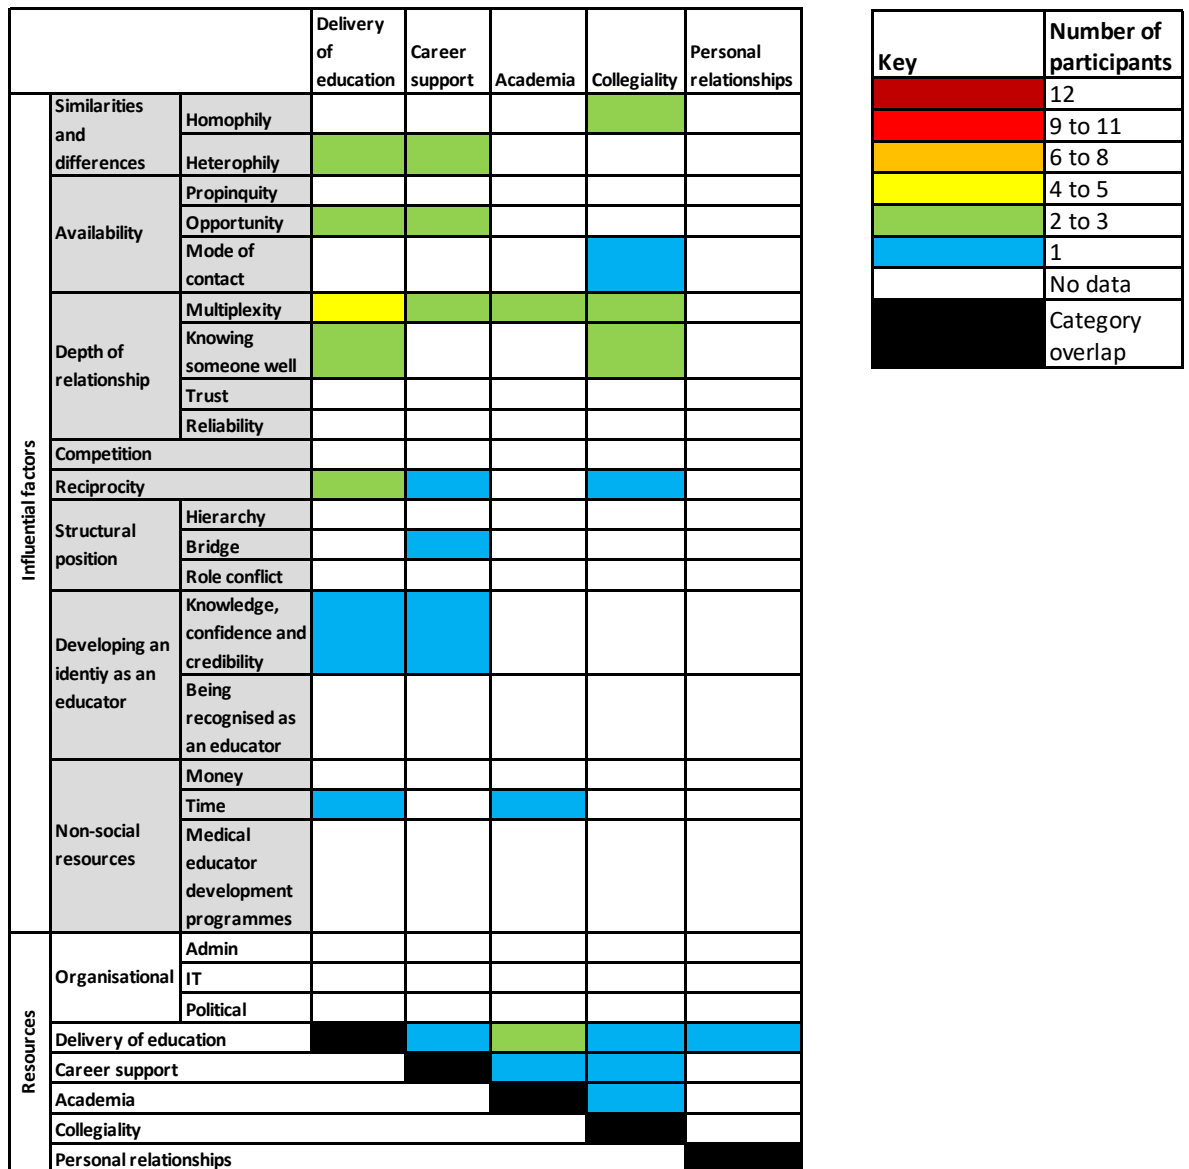 Delivery
of
education
Career
support
Academia
Collegiality
Personal
relationships
Influential factors
Similarities
and
differences
Homophily
Heterophily
Availability
Propinquity
Opportunity
Mode of
contact
Depth of
relationship
Multiplexity
Knowing
someone well
Trust
Reliability
Competition
Reciprocity
Structural
position
Hierarchy
Bridge
Role conflict
Developing an
identiy as an
educator
Knowledge,
confidence and
credibility
Being
recognised as
an educator
Non-social
resources
Money
Time
Medical
educator
development
programmes
Resources
Organisational
Admin
IT
Political
Delivery of education
Career support
Academia
Collegiality
Personal relationships
Key
Number of
participants
12
9 to 11
6 to 8
4 to 5
2 to 3
1
No data
Category
overlap